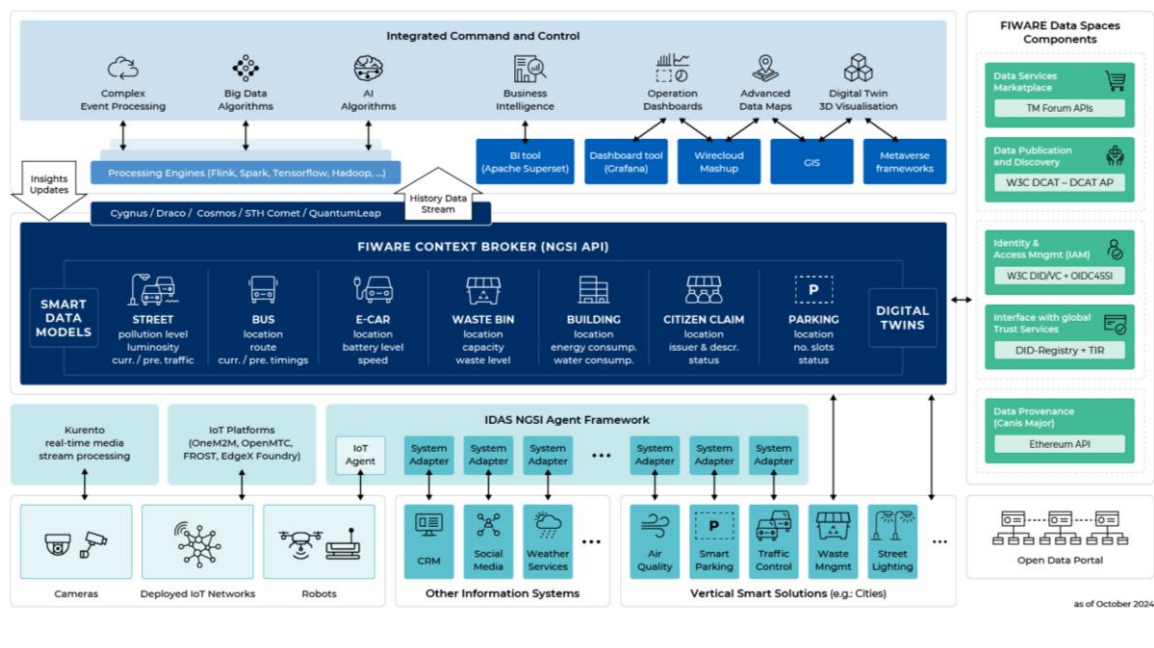 Integrated Command and Control
Complex
Event Processing
Big Data
Algorithms
AI
Algorithms
Business
Intelligence
Operation
Dashboards
Advanced
Data Maps
Digital Twin
3D Visualisation
Processing Engines (Flink, Spark, Tensorflow, Hadoop, ...)
BI tool
(Apache Superset)
Dashboard tool
(Grafana)
Wirecloud
Mashup
GIS
Metaverse
frameworks
Insights
Updates
History Data
Stream
Cygnus / Draco / Cosmos / STH Comet / QuantumLeap
FIWARE CONTEXT BROKER (NGSI API)
SMART
DATA
MODELS
STREET
pollution level
luminosity
curr. / pre. traffic
BUS
location
route
curr. / pre. timings
E-CAR
location
battery level
speed
WASTE BIN
location
capacity
waste level
BUILDING
location
energy consump.
water consump.
CITIZEN CLAIM
location
issuer & descr.
status
P
PARKING
location
no. slots
status
DIGITAL
TWINS
Kurento
real-time media
stream processing
IoT Platforms
(OneM2M, OpenMTC,
FROST, EdgeX Foundry)
IDAS NGSI Agent Framework
IoT
Agent
System
Adapter
System
Adapter
System
Adapter
...
System
Adapter
System
Adapter
System
Adapter
Cameras
Deployed IoT Networks
Robots
CRM
Social
Media
Weather
Services
...
Other Information Systems
Air
Quality
P
Smart
Parking
Traffic
Control
Waste
Mngmt
Street
Lighting
...
Vertical Smart Solutions (e.g.: Cities)
FIWARE Data Spaces
Components
Data Services
Marketplace
TM Forum APIs
Data Publication
and Discovery
W3C DCAT – DCAT AP
Identity &
Access Mngmt (IAM)
W3C DID/VC + OIDC4SSI
Interface with global
Trust Services
DID-Registry + TIR
Data Provenance
(Canis Major)
Ethereum API
Open Data Portal
as of October 2024